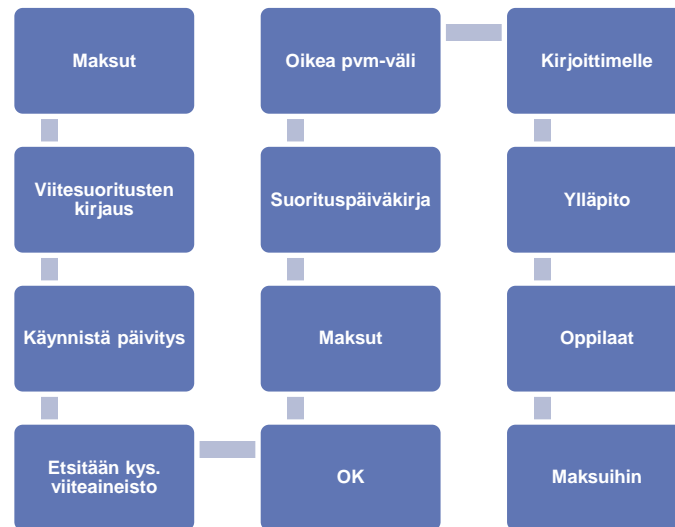 Maksut
Viitesuoritusten
kirjaus
Käynnistä päivitys
Etsitään kys.
viiteaineisto
OK
Maksut
Suorituspäiväkirja
Oikea pvm-väli
Kirjoittimelle
Ylläpito
Oppilaat
Maksuihin